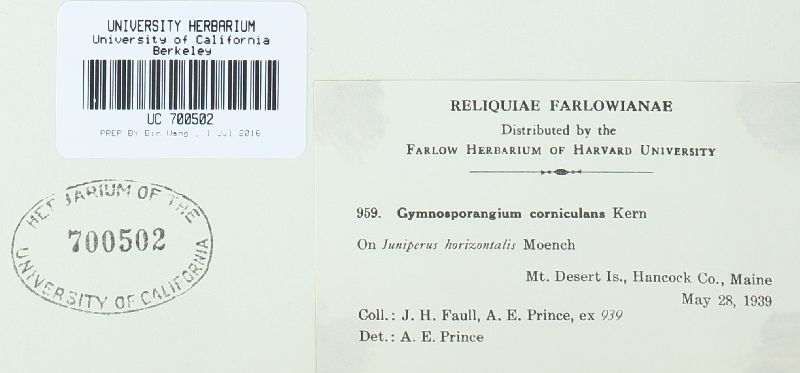 UNIVERSITY HERBARIUM
University of California
Berkeley
UC 700502
PREP By Bin Wang , 1 Jul 2016
HERBARIUM OF THE
700502
UNIVERSITY OF CALIFORNIA
RELIQUIAE FARLOWIANAE
Distributed by the
FARLOW HERBARIUM OF HARVARD UNIVERSITY
959. Gymnosporangium corniculans Kern
On Juniperus horizontalis Moench
Mt. Desert Is., Hancock Co., Maine
May 28, 1939
Coll.: J. H. Faull, A. E. Prince, ex 939
Det.: A. E. Prince